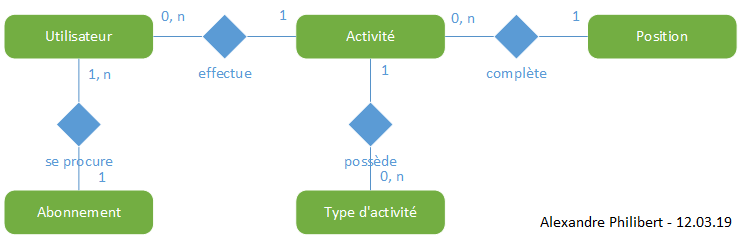 0, n
1
0, n
1
Utilisateur
Activité
Position
effectue
complète
1, n
1
se procure
possède
1
0, n
Abonnement
Type d'activité
Alexandre Philibert - 12.03.19